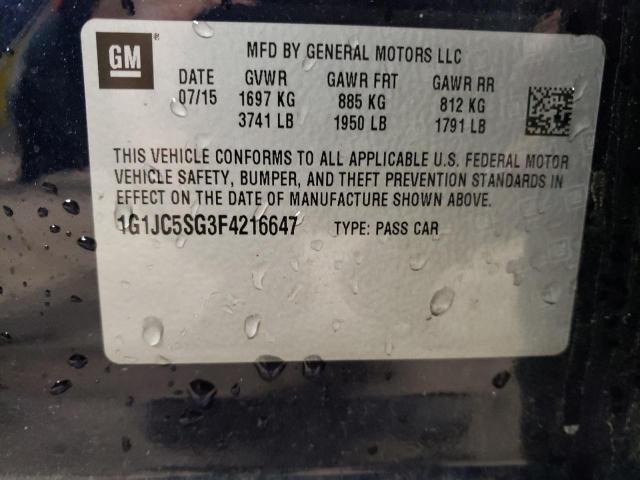 GM
MFD BY GENERAL MOTORS LLC
DATE GVWR GAWR FRT GAWR RR
07/15 1697 KG 885 KG 812 KG
3741 LB 1950 LB 1791 LB
THIS VEHICLE CONFORMS TO ALL APPLICABLE U.S. FEDERAL MOTOR
VEHICLE SAFETY, BUMPER, AND THEFT PREVENTION STANDARDS IN
EFFECT ON THE DATE OF MANUFACTURE SHOWN ABOVE.
1G1JC5SG3F4216647 TYPE: PASS CAR